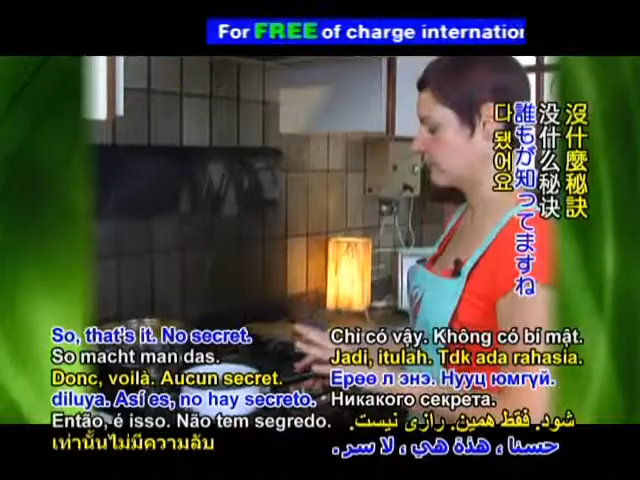 For FREE of charge internation
沒什麼秘訣
没什么秘诀
誰もが知ってますね
다 됐어요
So, that's it. No secret.
So macht man das.
Donc, voilà. Aucun secret.
diluya. Así es, no hay secreto.
Então, é isso. Não tem segredo.
เท่านั้นไม่มีความลับ
Chỉ có vậy. Không có bí mật.
Jadi, itulah. Tdk ada rahasia.
Ерөө л энэ. Нууц юмгүй.
Никакого секрета.
شود. فقط همین. رازی نیست.
حسنا ، هذة هي ، لا سر.